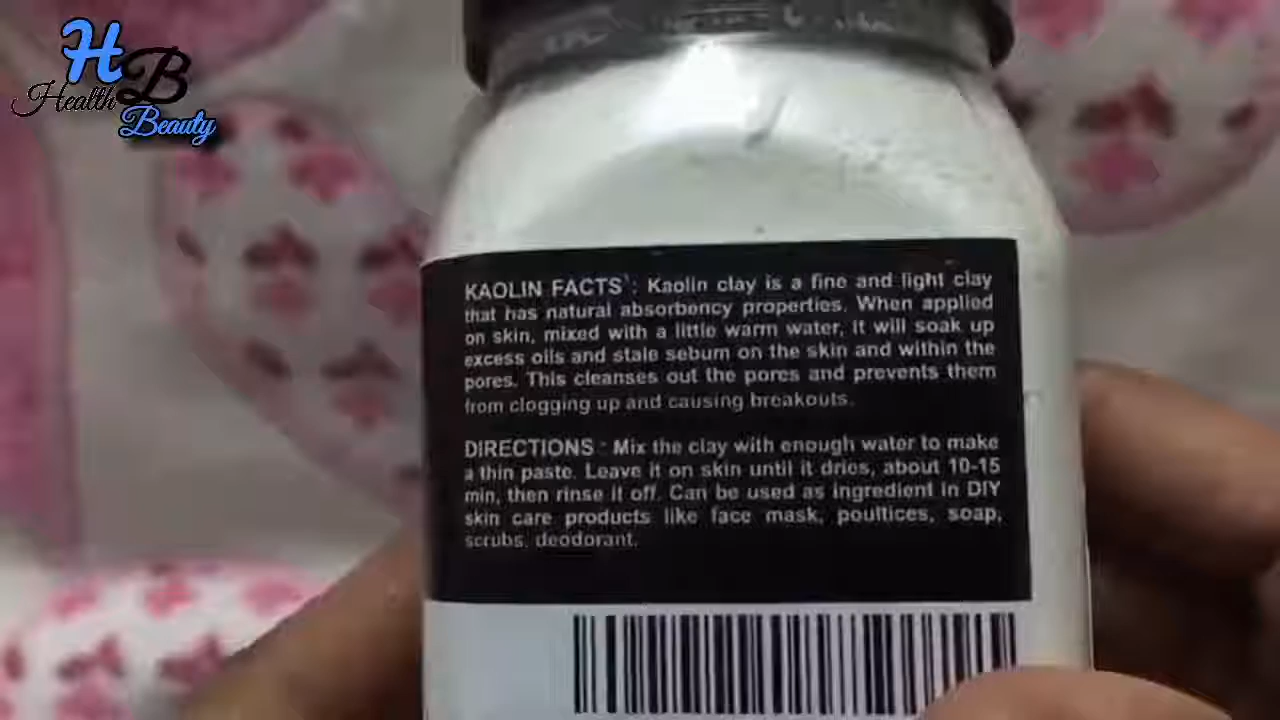 HB
Health
Beauty
KAOLIN FACTS : Kaolin clay is a fine and light clay
that has natural absorbency properties. When applied
on skin, mixed with a little warm water, it will soak up
excess oils and stale sebum on the skin and within the
pores. This cleanses out the pores and prevents them
from clogging up and causing breakouts.
DIRECTIONS : Mix the clay with enough water to make
a thin paste. Leave it on skin until it dries, about 10-15
min, then rinse it off. Can be used as ingredient in DIY
skin care products like face mask, poultices, soap,
scrubs, deodorant.